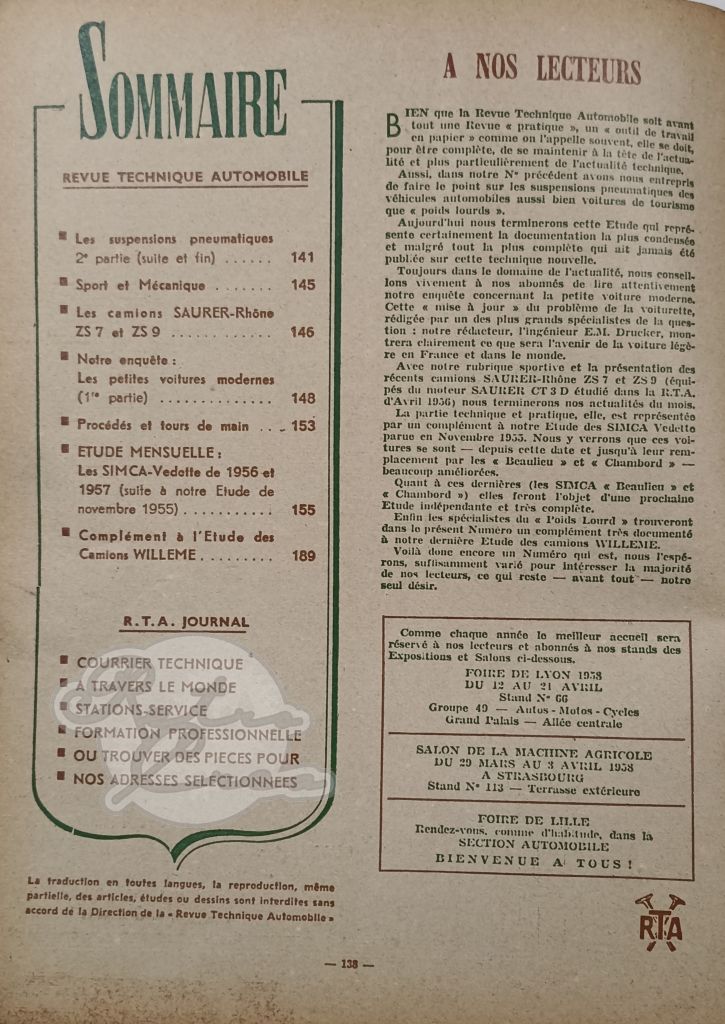 SOMMAIRE
REVUE TECHNIQUE AUTOMOBILE
Les suspensions pneumatiques
2e partie (suite et fin) ...... 141
Sport et Mécanique ....... 145
Les camions SAURER-Rhône
ZS 7 et ZS 9 ............ 146
Notre enquête :
Les petites voitures modernes
(1re partie) .............. 148
Procédés et tours de main ... 153
ETUDE MENSUELLE :
Les SIMCA-Vedette de 1956 et
1957 (suite à notre Etude de
novembre 1955) ........... 155
Complément à l'Etude des
Camions WILLEME ......... 189
R.T.A. JOURNAL
COURRIER TECHNIQUE
A TRAVERS LE MONDE
STATIONS-SERVICE
FORMATION PROFESSIONNELLE
OU TROUVER DES PIECES POUR
NOS ADRESSES SELECTIONNEES
La traduction en toutes langues, la reproduction, même
partielle, des articles, études ou dessins sont interdites sans
accord de la Direction de la « Revue Technique Automobile »
A NOS LECTEURS
BIEN que la Revue Technique Automobile soit avant
tout une Revue « pratique », un « outil de travail
en papier » comme on l'appelle souvent, elle se doit,
pour être complète, de se maintenir à la tête de l'actua-
lité et plus particulièrement de l'actualité technique.
Aussi, dans notre N° précédent avons nous entrepris
de faire le point sur les suspensions pneumatiques des
véhicules automobiles aussi bien voitures de tourisme
que « poids lourds ».
Aujourd'hui nous terminerons cette Etude qui repré-
sente certainement la documentation la plus condensée
et malgré tout la plus complète qui ait jamais été
publiée sur cette technique nouvelle.
Toujours dans le domaine de l'actualité, nous conseil-
lons vivement à nos abonnés de lire attentivement
notre enquête concernant la petite voiture moderne.
Cette « mise à jour » du problème de la voiturette,
rédigée par un des plus grands spécialistes de la ques-
tion : notre rédacteur, l'ingénieur E.M. Drucker, mon-
trera clairement ce que sera l'avenir de la voiture légè-
re en France et dans le monde.
Avec notre rubrique sportive et la présentation des
récents camions SAURER-Rhône ZS 7 et ZS 9 (équi-
pés du moteur SAURER CT 3 D étudié dans la R.T.A.
d'Avril 1956) nous terminerons nos actualités du mois.
La partie technique et pratique, elle, est représentée
par un complément à notre Etude des SIMCA Vedette
parue en Novembre 1955. Nous y verrons que ces voi-
tures se sont — depuis cette date et jusqu'à leur rem-
placement par les « Beaulieu » et « Chambord » —
beaucoup améliorées.
Quant à ces dernières (les SIMCA « Beaulieu » et
« Chambord ») elles feront l'objet d'une prochaine
Etude indépendante et très complète.
Enfin les spécialistes du « Poids Lourd » trouveront
dans le présent Numéro un complément très documenté
à notre dernière Etude des camions WILLEME.
Voilà donc encore un Numéro qui est, nous l'espé-
rons, suffisamment varié pour intéresser la majorité
de nos lecteurs, ce qui reste — avant tout — notre
seul désir.
Comme chaque année le meilleur accueil sera
réservé à nos lecteurs et abonnés à nos stands des
Expositions et Salons ci-dessous.
FOIRE DE LYON 1958
DU 12 AU 21 AVRIL
Stand N° 66
Groupe 49 — Autos - Motos - Cycles
Grand Palais — Allée centrale
SALON DE LA MACHINE AGRICOLE
DU 29 MARS AU 3 AVRIL 1958
A STRASBOURG
Stand N° 113 — Terrasse extérieure
FOIRE DE LILLE
Rendez-vous, comme d'habitude, dans la
SECTION AUTOMOBILE
BIENVENUE A TOUS !
RTA
— 138 —